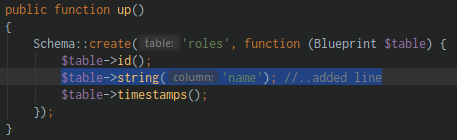 public function up()
{
    Schema::create( table: 'roles', function (Blueprint $table) {
        $table->id();
        $table->string( column: 'name'); //..added line
        $table->timestamps();
    });
}